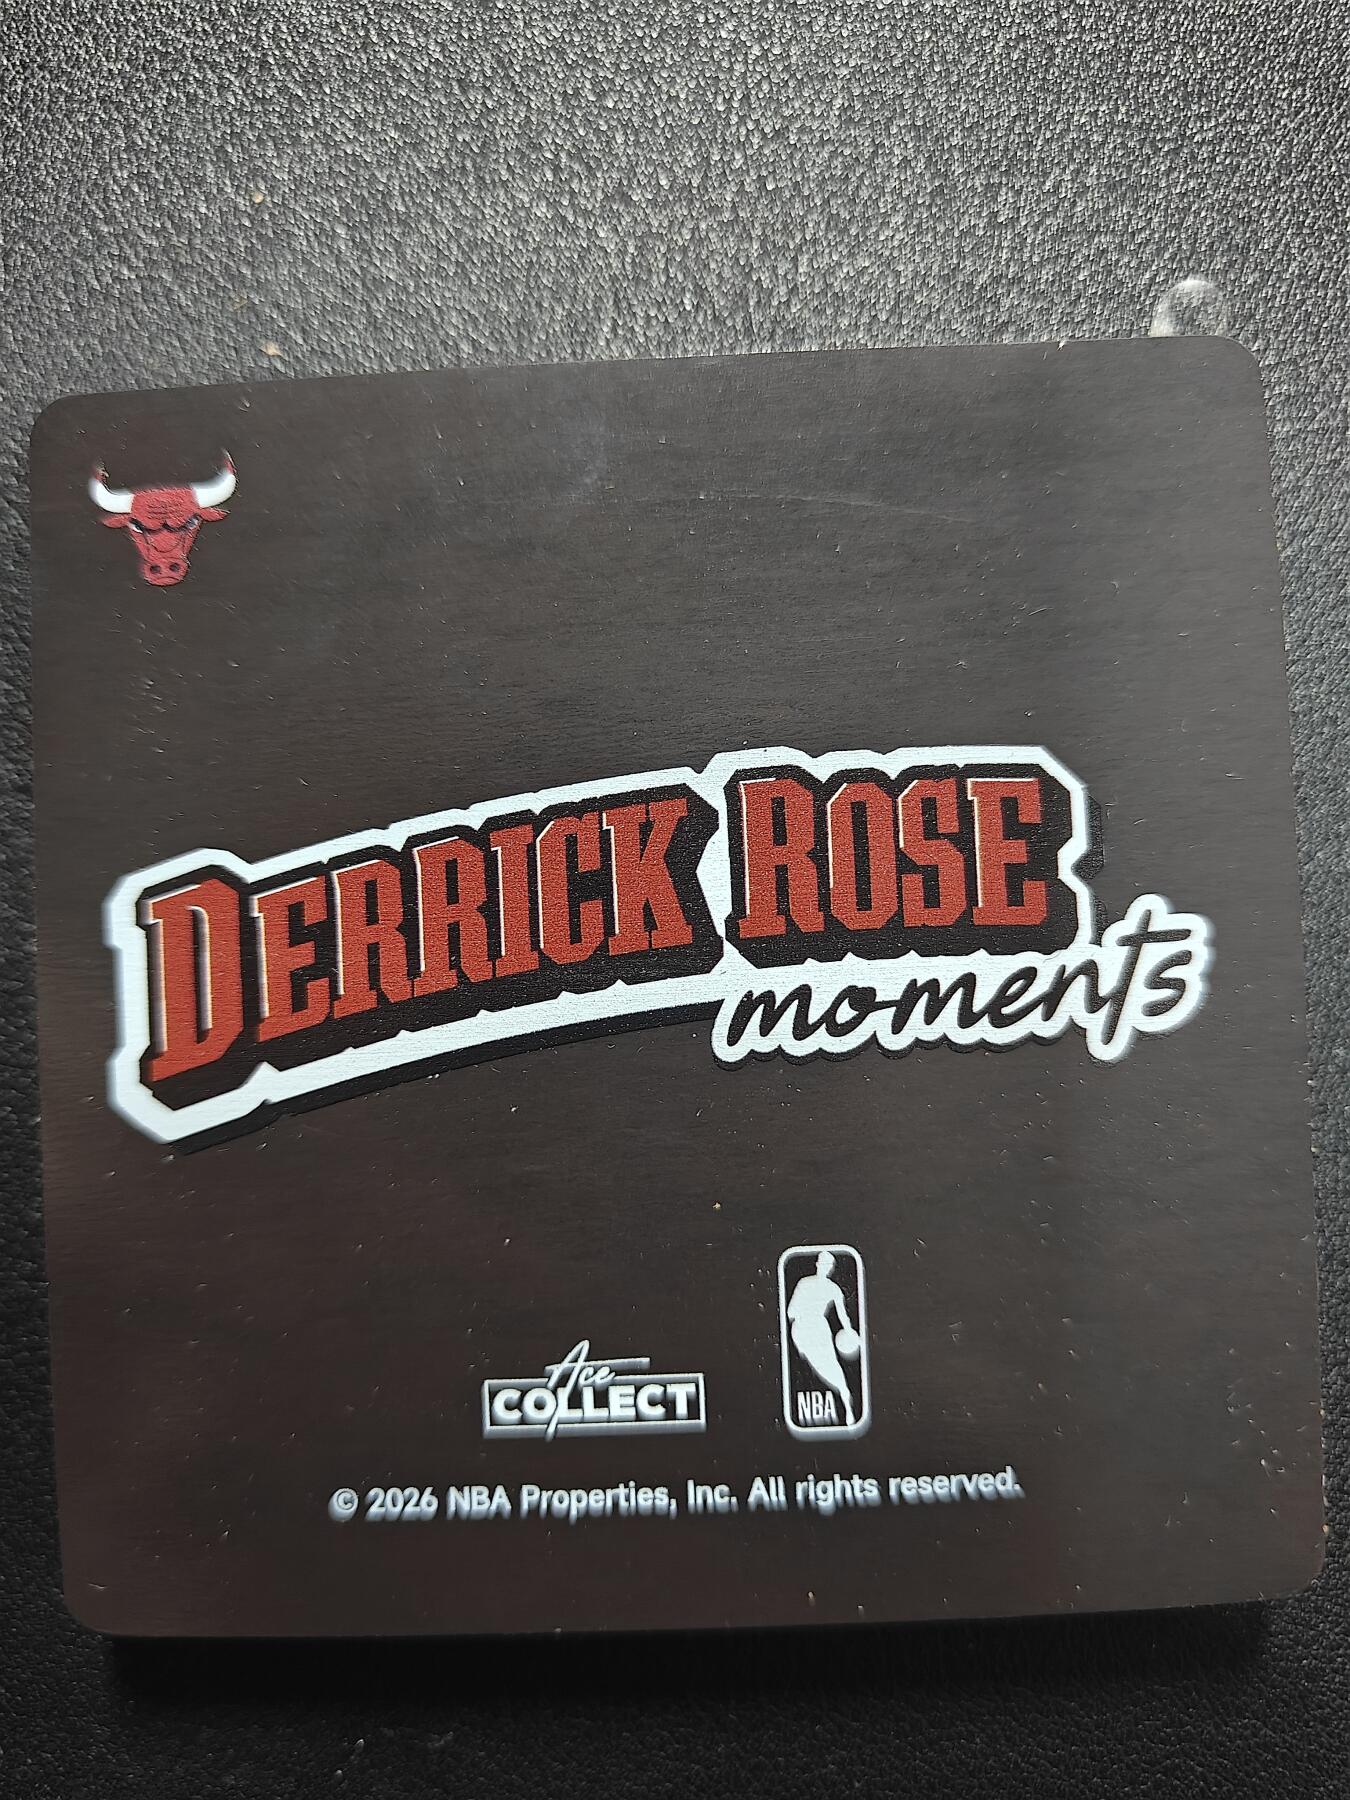 DERRICK ROSE
moments
Ace
COLLECT
NBA
© 2026 NBA Properties, Inc. All rights reserved.